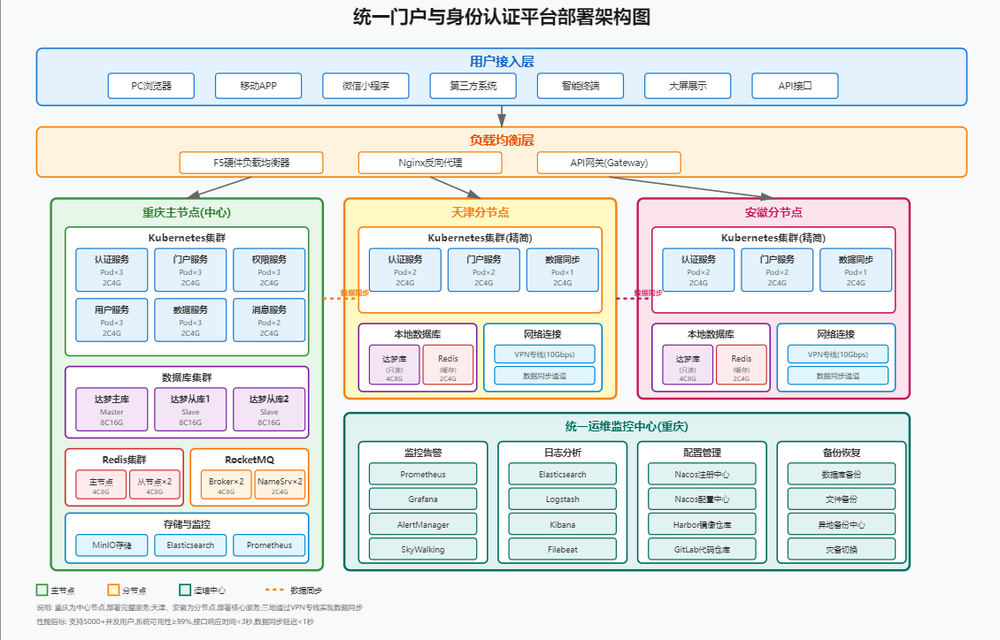 统一门户与身份认证平台部署架构图
用户接入层
PC浏览器
移动APP
微信小程序
第三方系统
智能终端
大屏展示
API接口
负载均衡层
F5硬件负载均衡器
Nginx反向代理
API网关(Gateway)
重庆主节点(中心)
Kubernetes集群
认证服务
Pod×3
2C4G
门户服务
Pod×3
2C4G
权限服务
Pod×3
2C4G
用户服务
Pod×3
2C4G
数据服务
Pod×3
2C4G
消息服务
Pod×2
2C4G
数据库集群
达梦主库
Master
8C16G
达梦从库1
Slave
8C16G
达梦从库2
Slave
8C16G
Redis集群
主节点
4C8G
从节点×2
4C8G
RocketMQ
Broker×2
4C8G
NameSrv×2
2C4G
存储与监控
MinIO存储
Elasticsearch
Prometheus
数据同步
天津分节点
Kubernetes集群(精简)
认证服务
Pod×2
2C4G
门户服务
Pod×2
2C4G
数据同步
Pod×1
2C4G
本地数据库
达梦库
(只读)
4C8G
Redis
(缓存)
2C4G
网络连接
VPN专线(10Gbps)
数据同步通道
数据同步
安徽分节点
Kubernetes集群(精简)
认证服务
Pod×2
2C4G
门户服务
Pod×2
2C4G
数据同步
Pod×1
2C4G
本地数据库
达梦库
(只读)
4C8G
Redis
(缓存)
2C4G
网络连接
VPN专线(10Gbps)
数据同步通道
统一运维监控中心(重庆)
监控告警
Prometheus
Grafana
AlertManager
SkyWalking
日志分析
Elasticsearch
Logstash
Kibana
Filebeat
配置管理
Nacos注册中心
Nacos配置中心
Harbor镜像仓库
GitLab代码仓库
备份恢复
数据库备份
文件备份
异地备份中心
灾备切换
主节点
分节点
运维中心
数据同步
说明: 重庆为中心节点,部署完整服务;天津、安徽为分节点,部署核心服务;三地通过VPN专线实现数据同步
性能指标: 支持5000+并发用户,系统可用性≥99%,接口响应时间<3秒,数据同步延迟<1秒